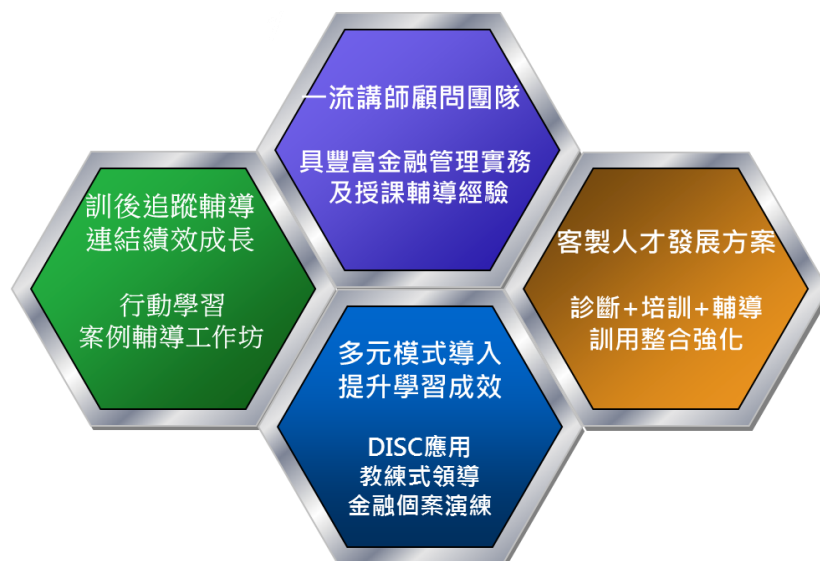 一流講師顧問團隊
具豐富金融管理實務
及授課輔導經驗
訓後追蹤輔導
連結績效成長
行動學習
案例輔導工作坊
客製人才發展方案
診斷+培訓+輔導
訓用整合強化
多元模式導入
提升學習成效
DISC應用
教練式領導
金融個案演練